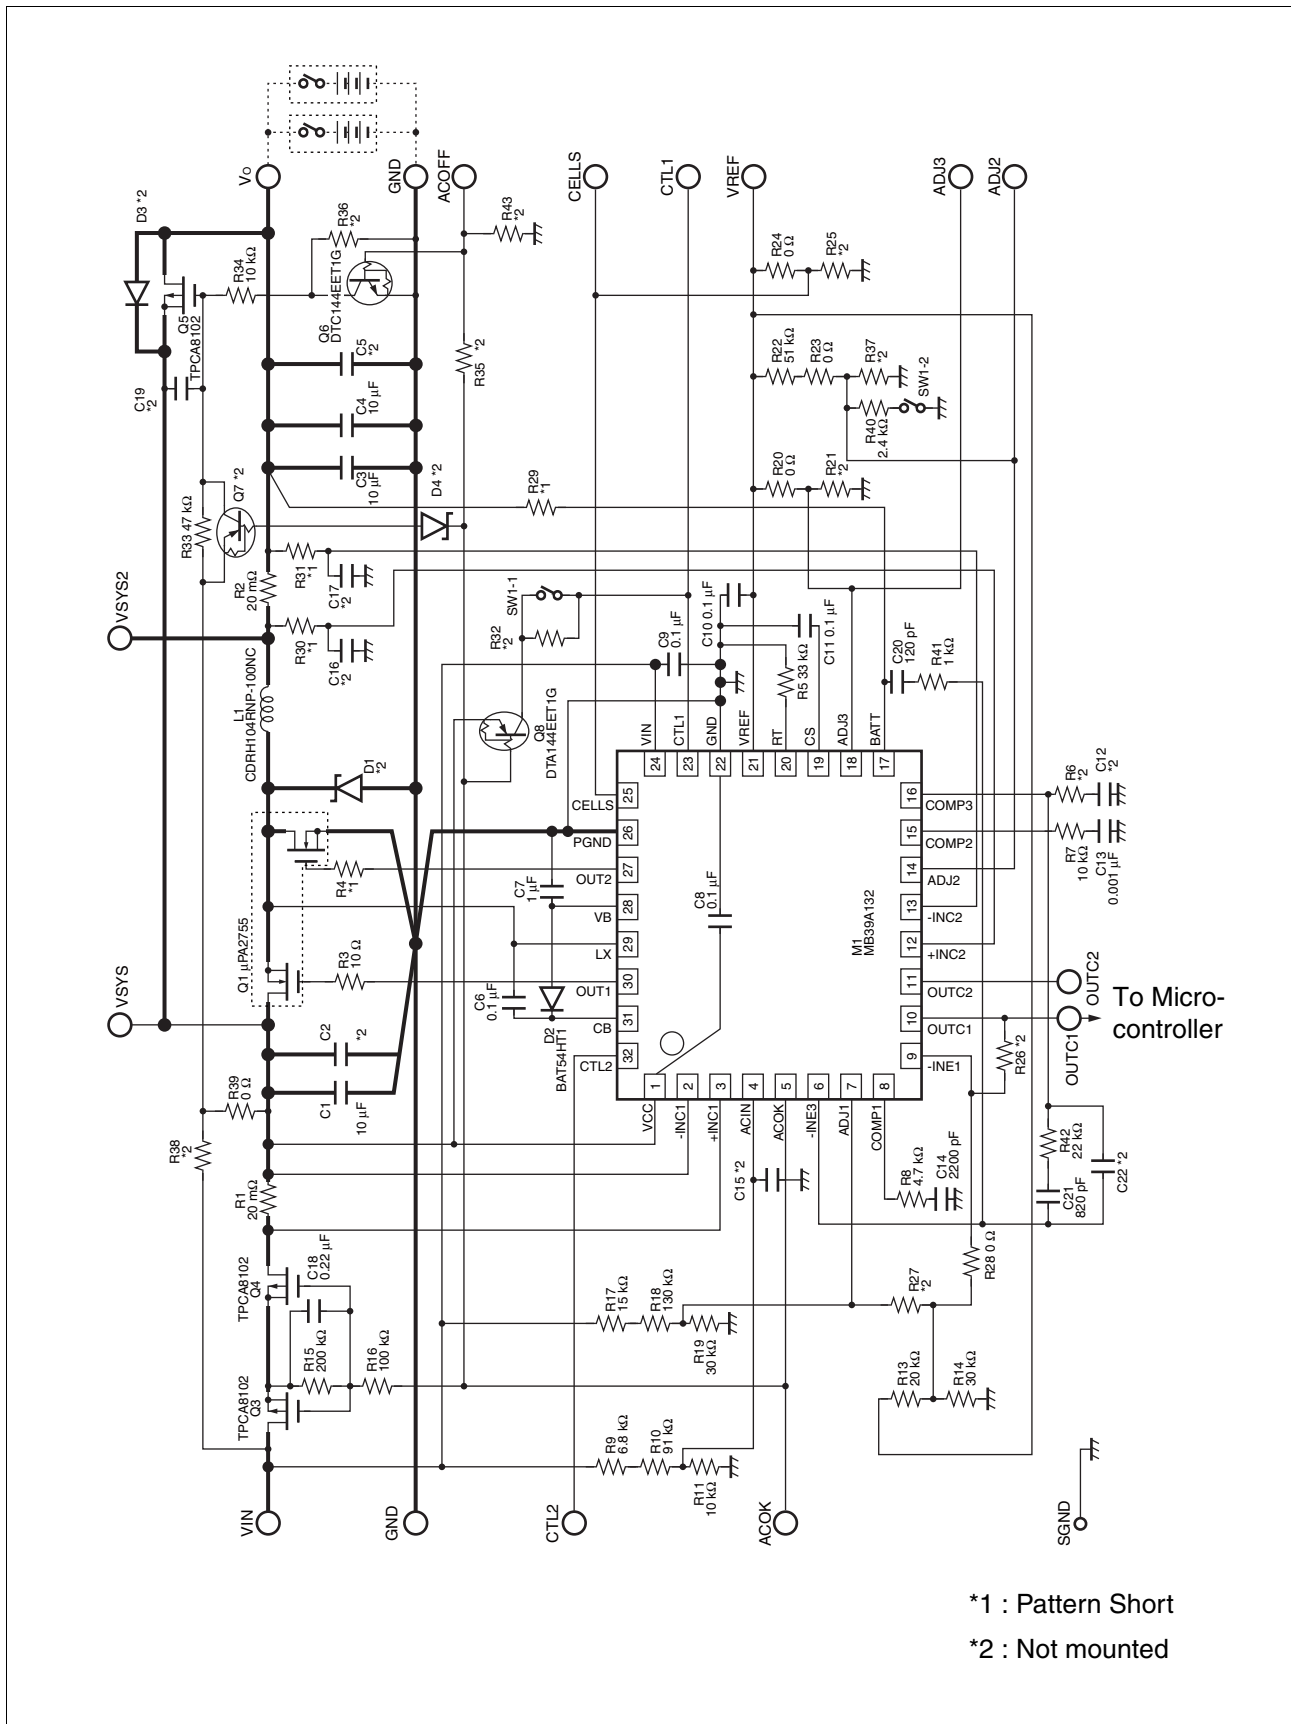 VIN
GND
CTL2
ACOK
SGND
VSYS
VSYS2
Vo
GND
ACOFF
CELLS
CTL1
VREF
ADJ3
ADJ2
OUTC2
OUTC1
To Micro-
controller
D3 *2
Q5
TPCA8102
C19
*2
R34
10 kΩ
R36
*2
Q6
DTC144EET1G
R43
*2
C5
*2
C4
10 µF
C3
10 µF
R35
*2
D4 *2
Q7 *2
R33 47 kΩ
R2
20 mΩ
R31
*1
C17
*2
R30
*1
C16
*2
R29
*1
L1
CDRH104RNP-100NC
D1
*2
Q1 µPA2755
R4
*1
R3
10 Ω
C2
*2
C1
10 µF
R39
0 Ω
R38
*2
R1
20 mΩ
TPCA8102
Q4
C18
0.22 µF
R15
200 kΩ
R16
100 kΩ
TPCA8102
Q3
SW1-1
R32
*2
Q8
DTA144EET1G
C7
1 µF
C6
0.1 µF
D2
BAT54HT1
C9
0.1 µF
C10 0.1 µF
R5 33 kΩ
C11 0.1 µF
C20
120 pF
R41
1 kΩ
R24
0 Ω
R25
*2
R22
51 kΩ
R23
0 Ω
R37
*2
R40
2.4 kΩ
SW1-2
R20
0 Ω
R21
*2
VIN
24
CTL1
23
GND
22
VREF
21
RT
20
CS
19
ADJ3
18
BATT
17
25
CELLS
26
PGND
27
OUT2
28
VB
29
LX
30
OUT1
31
CB
32
CTL2
16
COMP3
15
COMP2
14
ADJ2
13
-INC2
12
+INC2
11
OUTC2
10
OUTC1
9
-INE1
1
VCC
2
-INC1
3
+INC1
4
ACIN
5
ACOK
6
-INE3
7
ADJ1
8
COMP1
C8
0.1 µF
M1
MB39A132
R6
*2
C12
*2
R7
10 kΩ
C13
0.001 µF
R26 *2
R42
22 kΩ
C21
820 pF
C22 *2
C15 *2
R8
4.7 kΩ
C14
2200 pF
R28 0 Ω
R27
*2
R17
15 kΩ
R18
130 kΩ
R19
30 kΩ
R13
20 kΩ
R14
30 kΩ
R9
6.8 kΩ
R10
91 kΩ
R11
10 kΩ
*1 : Pattern Short
*2 : Not mounted